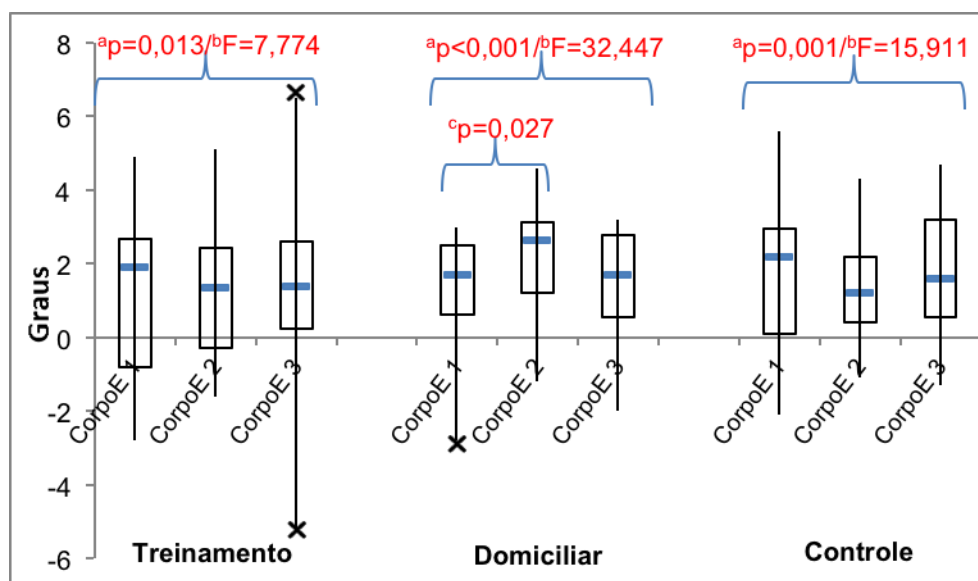 ᵃp=0,013/ᵇF=7,774
ᵃp<0,001/ᵇF=32,447
ᵃp=0,001/ᵇF=15,911
ᶜp=0,027
Graus
8
6
4
2
0
-2
-4
-6
CorpoE 1
CorpoE 2
CorpoE 3
CorpoE 1
CorpoE 2
CorpoE 3
CorpoE 1
CorpoE 2
CorpoE 3
Treinamento
Domiciliar
Controle